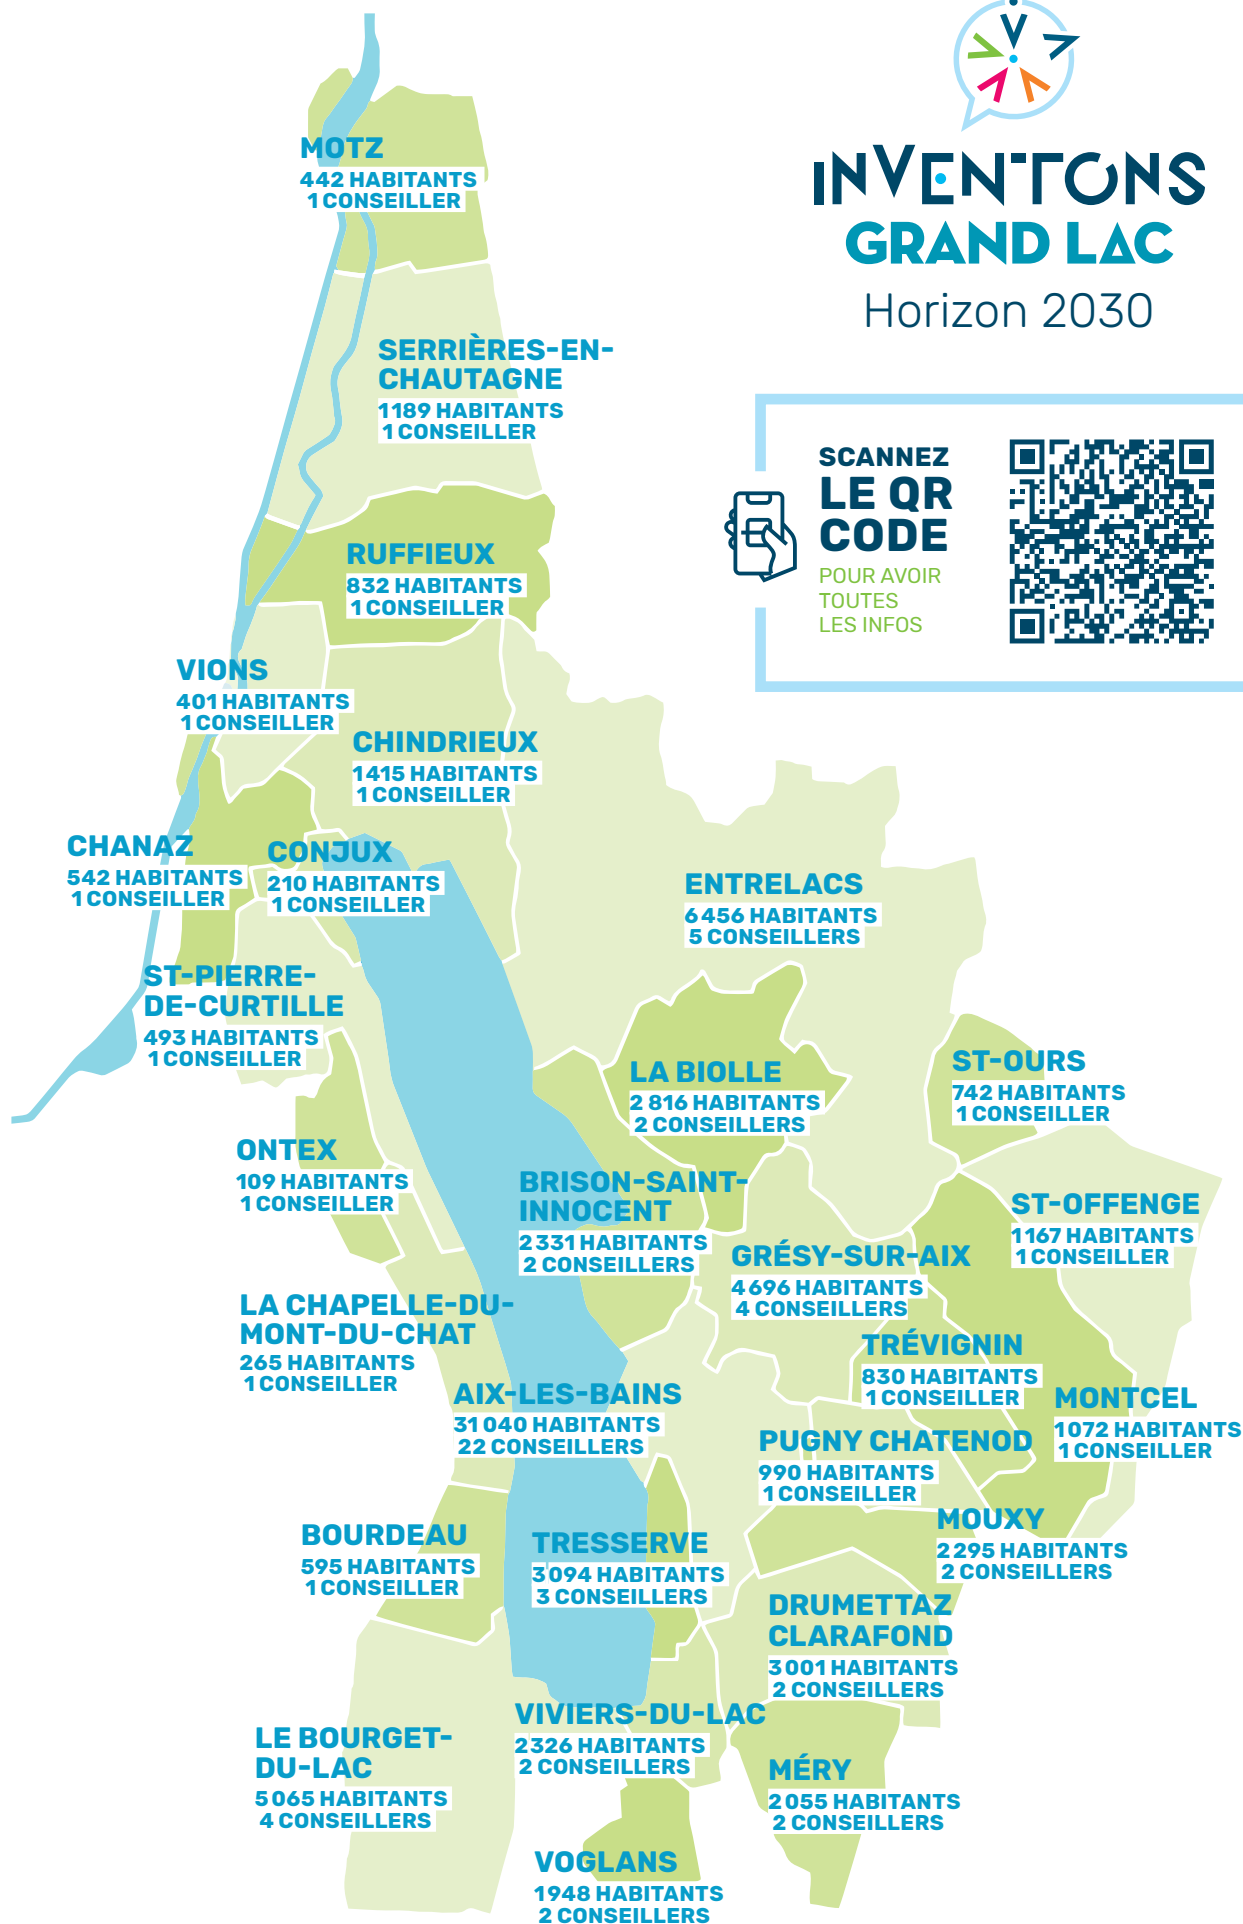 INVENTONS
GRAND LAC
Horizon 2030
SCANNEZ
LE QR
CODE
POUR AVOIR
TOUTES
LES INFOS
MOTZ
442 HABITANTS
1 CONSEILLER
SERRIÈRES-EN-
CHAUTAGNE
1189 HABITANTS
1 CONSEILLER
RUFFIEUX
832 HABITANTS
1 CONSEILLER
VIONS
401 HABITANTS
1 CONSEILLER
CHINDRIEUX
1415 HABITANTS
1 CONSEILLER
CHANAZ
542 HABITANTS
1 CONSEILLER
CONJUX
210 HABITANTS
1 CONSEILLER
ENTRELACS
6 456 HABITANTS
5 CONSEILLERS
ST-PIERRE-
DE-CURTILLE
493 HABITANTS
1 CONSEILLER
LA BIOLLE
2 816 HABITANTS
2 CONSEILLERS
ST-OURS
742 HABITANTS
1 CONSEILLER
ONTEX
109 HABITANTS
1 CONSEILLER
BRISON-SAINT-
INNOCENT
2 331 HABITANTS
2 CONSEILLERS
ST-OFFENGE
1167 HABITANTS
1 CONSEILLER
GRÉSY-SUR-AIX
4 696 HABITANTS
4 CONSEILLERS
LA CHAPELLE-DU-
MONT-DU-CHAT
265 HABITANTS
1 CONSEILLER
TRÉVIGNIN
830 HABITANTS
1 CONSEILLER
AIX-LES-BAINS
31 040 HABITANTS
22 CONSEILLERS
MONTCEL
1072 HABITANTS
1 CONSEILLER
PUGNY CHATENOD
990 HABITANTS
1 CONSEILLER
MOUXY
2 295 HABITANTS
2 CONSEILLERS
BOURDEAU
595 HABITANTS
1 CONSEILLER
TRESSERVE
3 094 HABITANTS
3 CONSEILLERS
DRUMETTAZ
CLARAFOND
3 001 HABITANTS
2 CONSEILLERS
VIVIERS-DU-LAC
2 326 HABITANTS
2 CONSEILLERS
LE BOURGET-
DU-LAC
5 065 HABITANTS
4 CONSEILLERS
MÉRY
2 055 HABITANTS
2 CONSEILLERS
VOGLANS
1948 HABITANTS
2 CONSEILLERS